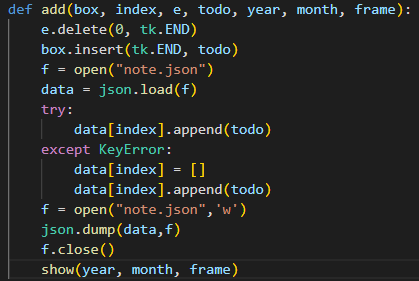 def add(box, index, e, todo, year, month, frame):
    e.delete(0, tk.END)
    box.insert(tk.END, todo)
    f = open("note.json")
    data = json.load(f)
    try:
        data[index].append(todo)
    except KeyError:
        data[index] = []
        data[index].append(todo)
    f = open("note.json",'w')
    json.dump(data,f)
    f.close()
    show(year, month, frame)